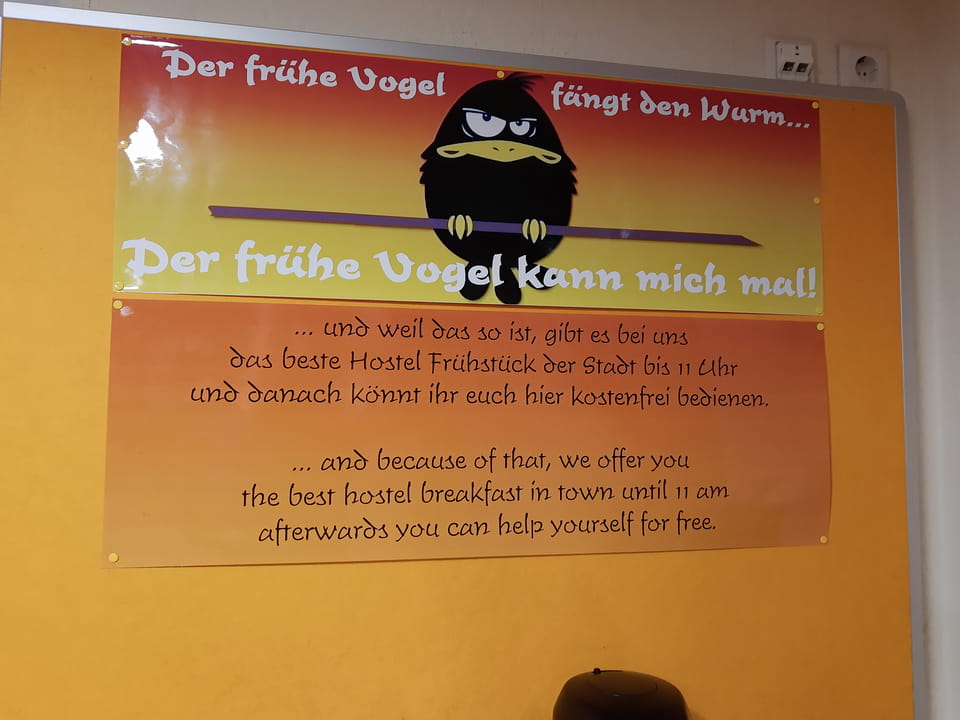 Der frühe Vogel fängt den Wurm...
Der frühe Vogel kann mich mal!
... und weil das so ist, gibt es bei uns
das beste Hostel Frühstück der Stadt bis 11 Uhr
und danach könnt ihr euch hier kostenfrei bedienen.
... and because of that, we offer you
the best hostel breakfast in town until 11 am
afterwards you can help yourself for free.